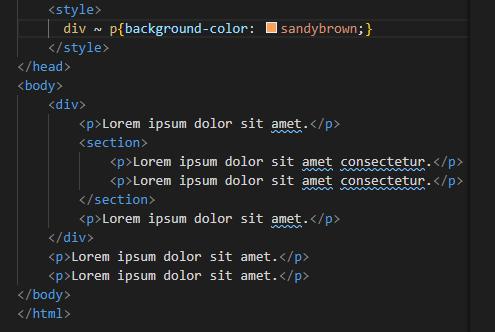 <style>
div ~ p{background-color: sandybrown;}
</style>
</head>
<body>
<div>
<p>Lorem ipsum dolor sit amet.</p>
<section>
<p>Lorem ipsum dolor sit amet consectetur.</p>
<p>Lorem ipsum dolor sit amet consectetur.</p>
</section>
<p>Lorem ipsum dolor sit amet.</p>
</div>
<p>Lorem ipsum dolor sit amet.</p>
<p>Lorem ipsum dolor sit amet.</p>
</body>
</html>